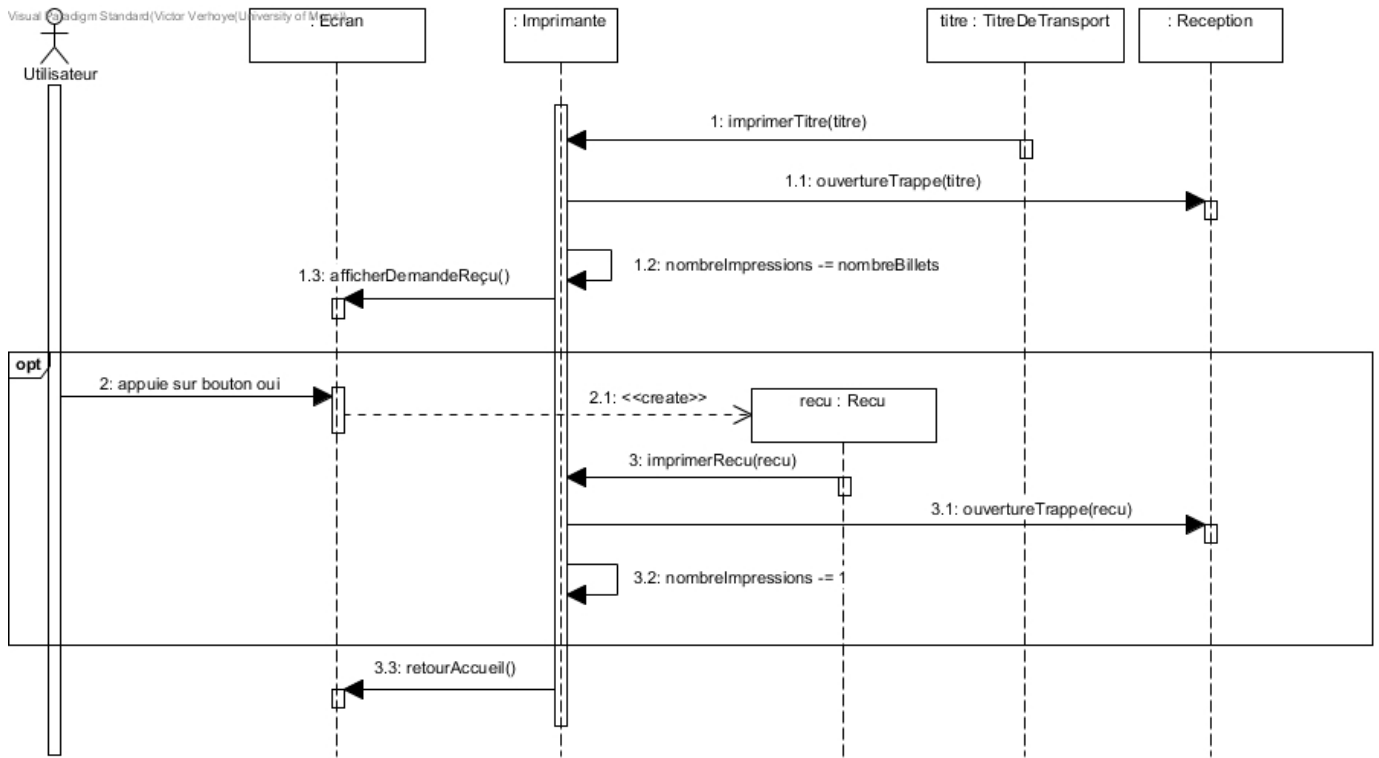 Visual Paradigm Standard(Victor Verhoye(University of Mons))
: Ecran
: Imprimante
titre : TitreDeTransport
: Reception
Utilisateur
1: imprimerTitre(titre)
1.1: ouvertureTrappe(titre)
1.2: nombreImpressions -= nombreBillets
1.3: afficherDemandeReçu()
opt
2: appuie sur bouton oui
2.1: <<create>>
recu : Recu
3: imprimerRecu(recu)
3.1: ouvertureTrappe(recu)
3.2: nombreImpressions -= 1
3.3: retourAccueil()